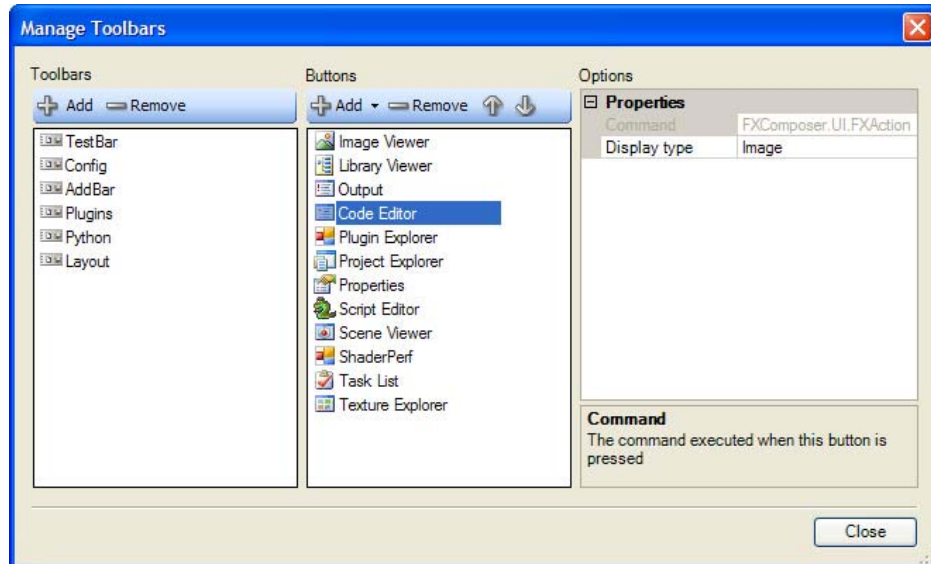 Manage Toolbars
Toolbars
Add Remove
TestBar
Config
AddBar
Plugins
Python
Layout
Buttons
Add Remove
Image Viewer
Library Viewer
Output
Code Editor
Plugin Explorer
Project Explorer
Properties
Script Editor
Scene Viewer
ShaderPerf
Task List
Texture Explorer
Options
Properties
Command FXComposer.UI.FXAction
Display type Image
Command
The command executed when this button is
pressed
Close